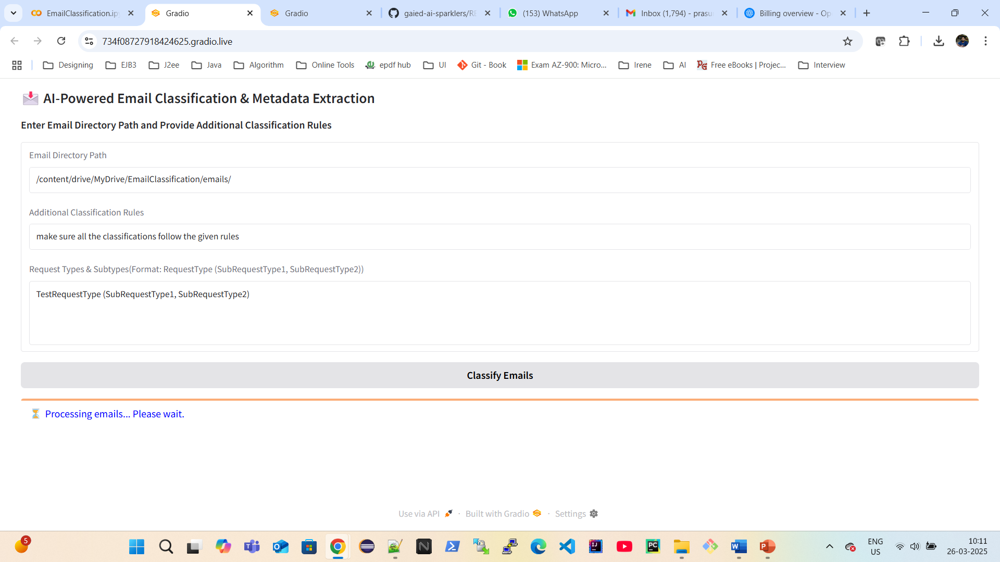 EmailClassification.ip
Gradio
Gradio
gaied-ai-sparklers/RE
(153) WhatsApp
Inbox (1,794) - prasu
Billing overview - Op
734f08727918424625.gradio.live
Designing
EJB3
J2ee
Java
Algorithm
Online Tools
epdf hub
UI
Git - Book
Exam AZ-900: Micro...
Irene
AI
Free eBooks | Projec...
Interview
AI-Powered Email Classification & Metadata Extraction
Enter Email Directory Path and Provide Additional Classification Rules
Email Directory Path
/content/drive/MyDrive/EmailClassification/emails/
Additional Classification Rules
make sure all the classifications follow the given rules
Request Types & Subtypes(Format: RequestType (SubRequestType1, SubRequestType2))
TestRequestType (SubRequestType1, SubRequestType2)
Classify Emails
Processing emails... Please wait.
Use via API · Built with Gradio · Settings
5
ENG
US
10:11
26-03-2025